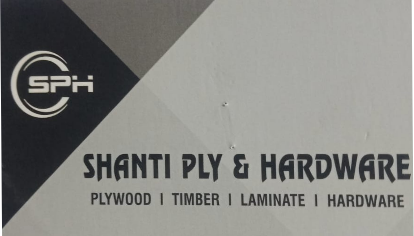 SPH
SHANTI PLY & HARDWARE
PLYWOOD | TIMBER | LAMINATE | HARDWARE